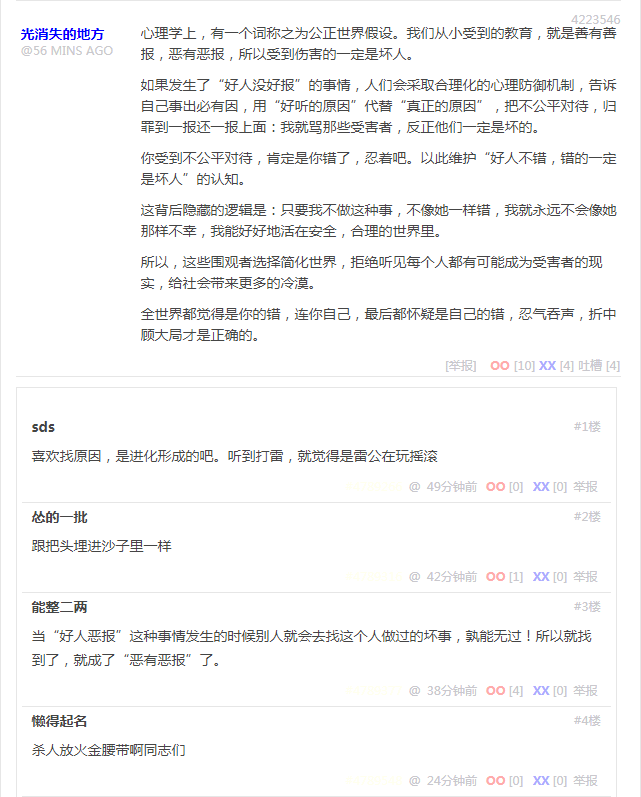 4223546
光消失的地方
@56 MINS AGO
心理学上，有一个词称之为公正世界假设。我们从小受到的教育，就是善有善
报，恶有恶报，所以受到伤害的一定是坏人。
如果发生了“好人没好报”的事情，人们会采取合理化的心理防御机制，告诉
自己事出必有因，用“好听的原因”代替“真正的原因”，把不公平对待，归
罪到一报还一报上面：我就骂那些受害者，反正他们一定是坏的。
你受到不公平对待，肯定是你错了，忍着吧。以此维护“好人不错，错的一定
是坏人”的认知。
这背后隐藏的逻辑是：只要我不做这种事，不像她一样错，我就永远不会像她
那样不幸，我能好好地活在安全，合理的世界里。
所以，这些围观者选择简化世界，拒绝听见每个人都有可能成为受害者的现
实，给社会带来更多的冷漠。
全世界都觉得是你的错，连你自己，最后都怀疑是自己的错，忍气吞声，折中
顾大局才是正确的。
[举报] OO [10] XX [4] 吐槽 [4]
sds #1楼
喜欢找原因，是进化形成的吧。听到打雷，就觉得是雷公在玩摇滚
@ 49分钟前 OO [0] XX [0] 举报
怂的一批 #2楼
跟把头埋进沙子里一样
@ 42分钟前 OO [1] XX [0] 举报
能整二两 #3楼
当“好人恶报”这种事情发生的时候别人就会去找这个人做过的坏事，孰能无过！所以就找
到了，就成了“恶有恶报”了。
@ 38分钟前 OO [4] XX [0] 举报
懒得起名 #4楼
杀人放火金腰带啊同志们
@ 24分钟前 OO [0] XX [0] 举报